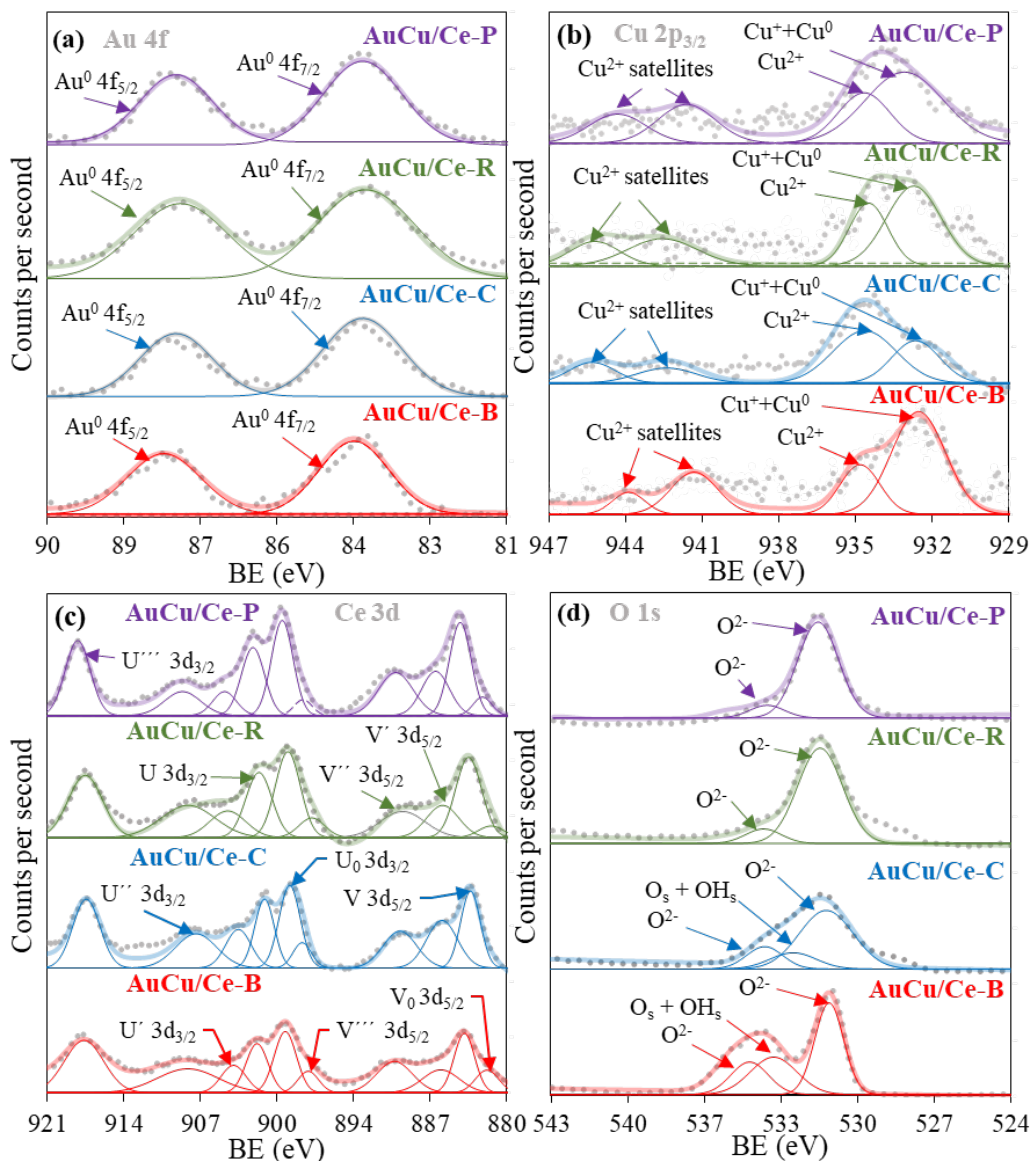 (a) Au 4f AuCu/Ce-P
Au⁰ 4f₅/₂ Au⁰ 4f₇/₂
AuCu/Ce-R
Au⁰ 4f₅/₂ Au⁰ 4f₇/₂
AuCu/Ce-C
Au⁰ 4f₅/₂ Au⁰ 4f₇/₂
AuCu/Ce-B
Au⁰ 4f₅/₂ Au⁰ 4f₇/₂
Counts per second
90 89 87 86 84 83 82 81
BE (eV)
(b) Cu 2p₃/₂ AuCu/Ce-P
Cu⁺+Cu⁰
Cu²⁺ satellites Cu²⁺
AuCu/Ce-R
Cu⁺+Cu⁰
Cu²⁺ satellites Cu²⁺
AuCu/Ce-C
Cu⁺+Cu⁰
Cu²⁺ satellites Cu²⁺
AuCu/Ce-B
Cu⁺+Cu⁰
Cu²⁺ satellites Cu²⁺
Counts per second
947 944 941 938 935 932 929
BE (eV)
(c) AuCu/Ce-P Ce 3d
U´´´ 3d₃/₂
AuCu/Ce-R
U 3d₃/₂ V´ 3d₅/₂
V´´ 3d₅/₂
AuCu/Ce-C
U₀ 3d₃/₂
U´´ 3d₃/₂ V 3d₅/₂
AuCu/Ce-B
V₀ 3d₅/₂
U´ 3d₃/₂ V´´´ 3d₅/₂
Counts per second
921 907 900 894 886 880
BE (eV)
(d) O 1s AuCu/Ce-P
O²⁻
O²⁻
AuCu/Ce-R
O²⁻
O²⁻
AuCu/Ce-C
O²⁻
Oₛ + OHₛ
O²⁻
AuCu/Ce-B
O²⁻
Oₛ + OHₛ
O²⁻
Counts per second
543 540 535 530 527 524
BE (eV)